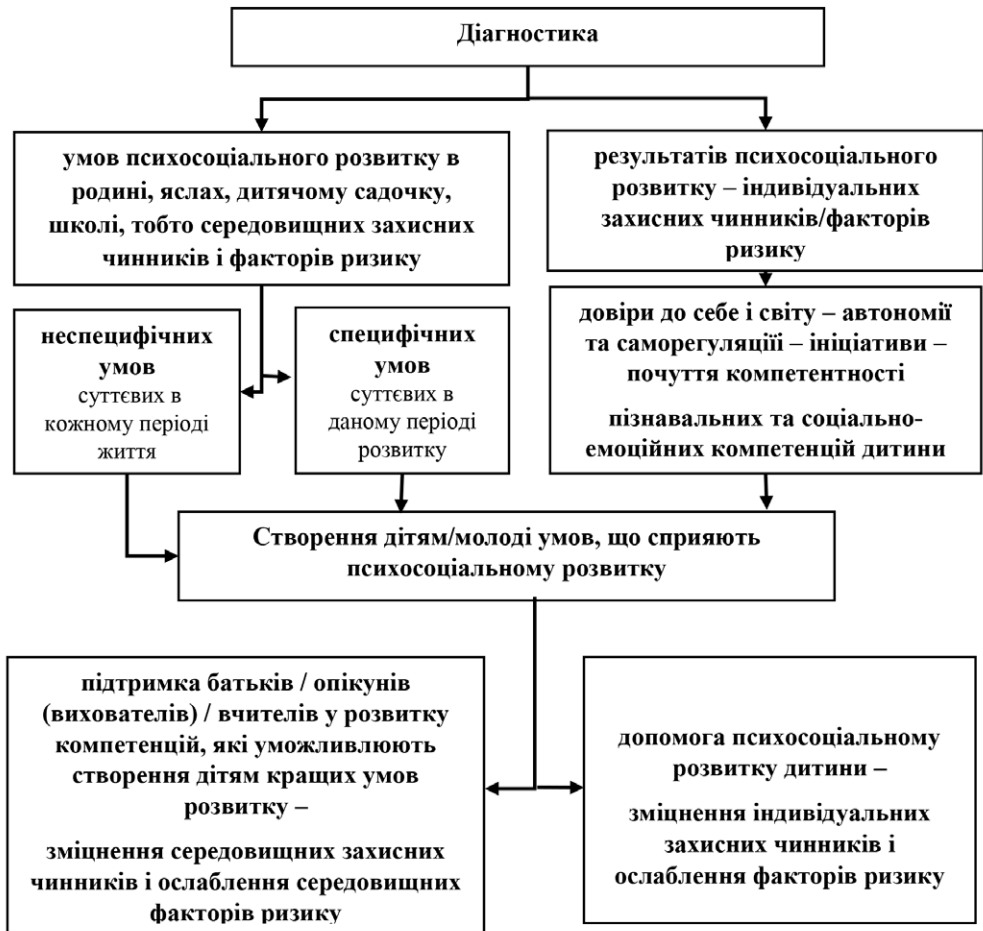 Діагностика
умов психосоціального розвитку в
родині, яслах, дитячому садочку,
школі, тобто середовищних захисних
чинників і факторів ризику
результатів психосоціального
розвитку – індивідуальних
захисних чинників/факторів
ризику
неспецифічних
умов
суттєвих в
кожному періоді
життя
специфічних
умов
суттєвих в
даному періоді
розвитку
довіри до себе і світу – автономії
та саморегуляціїї – ініціативи –
почуття компетентності
пізнавальних та соціально-
емоційних компетенцій дитини
Створення дітям/молоді умов, що сприяють
психосоціальному розвитку
підтримка батьків / опікунів
(вихователів) / вчителів у розвитку
компетенцій, які уможливлюють
створення дітям кращих умов
розвитку –
зміцнення середовищних захисних
чинників і ослаблення середовищних
факторів ризику
допомога психосоціальному
розвитку дитини –
зміцнення індивідуальних
захисних чинників і
ослаблення факторів ризику